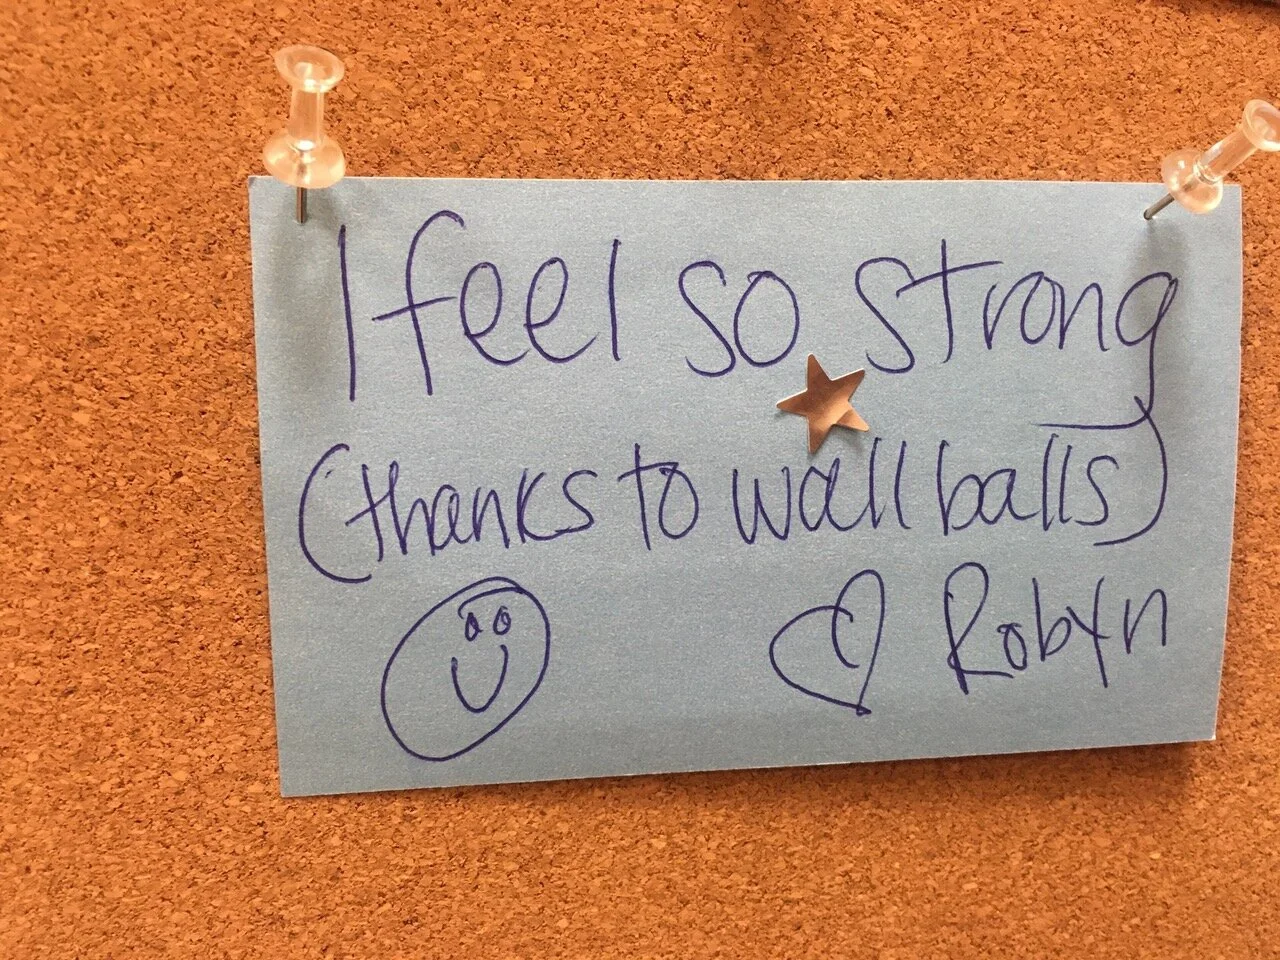 I feel so strong
(thanks to wall balls)
Robyn